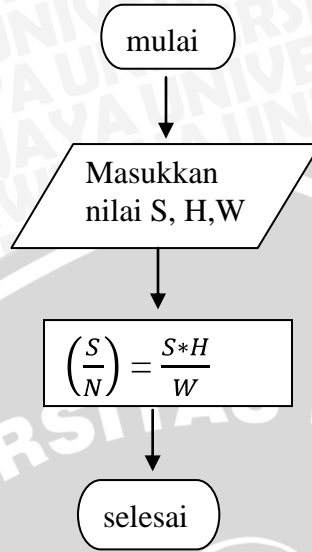 mulai
Masukkan
nilai S, H,W
(S/N) = S*H/W
selesai